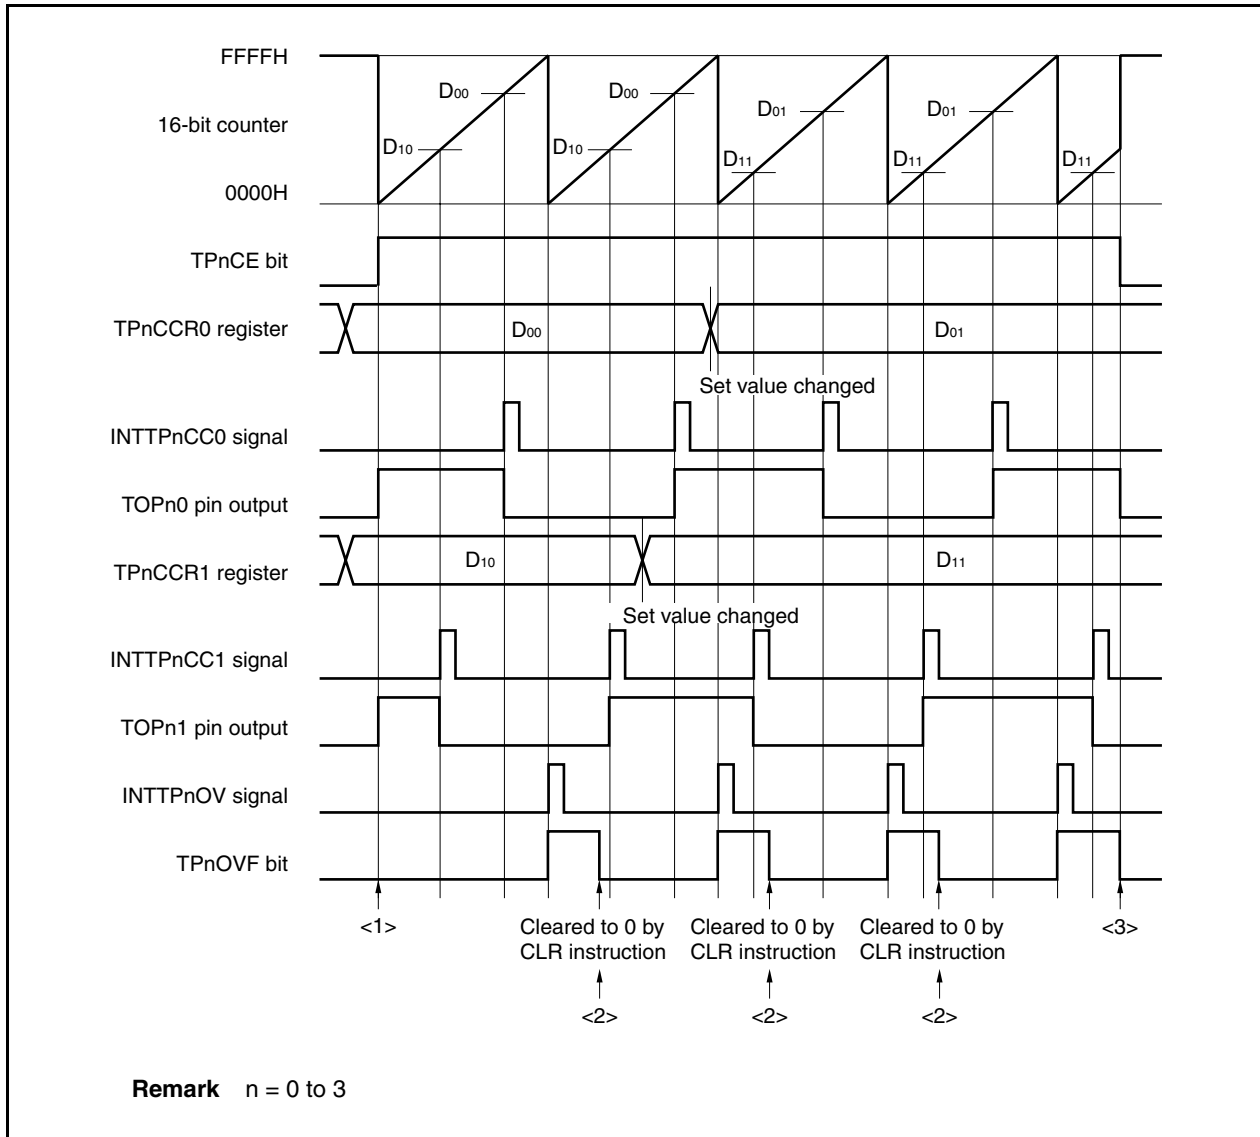 FFFFH
D00
D00
D01
D01
16-bit counter
D10
D10
D11
D11
D11
0000H
TPnCE bit
TPnCCR0 register
D00
D01
Set value changed
INTTPnCC0 signal
TOPn0 pin output
TPnCCR1 register
D10
D11
Set value changed
INTTPnCC1 signal
TOPn1 pin output
INTTPnOV signal
TPnOVF bit
<1>
Cleared to 0 by
CLR instruction
Cleared to 0 by
CLR instruction
Cleared to 0 by
CLR instruction
<3>
<2>
<2>
<2>
Remark n = 0 to 3